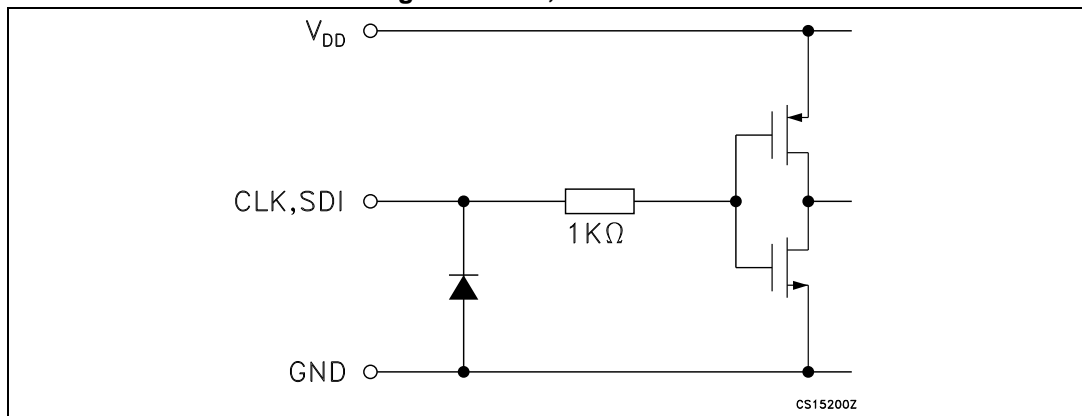 V_DD
CLK,SDI
1KΩ
GND
CS15200Z